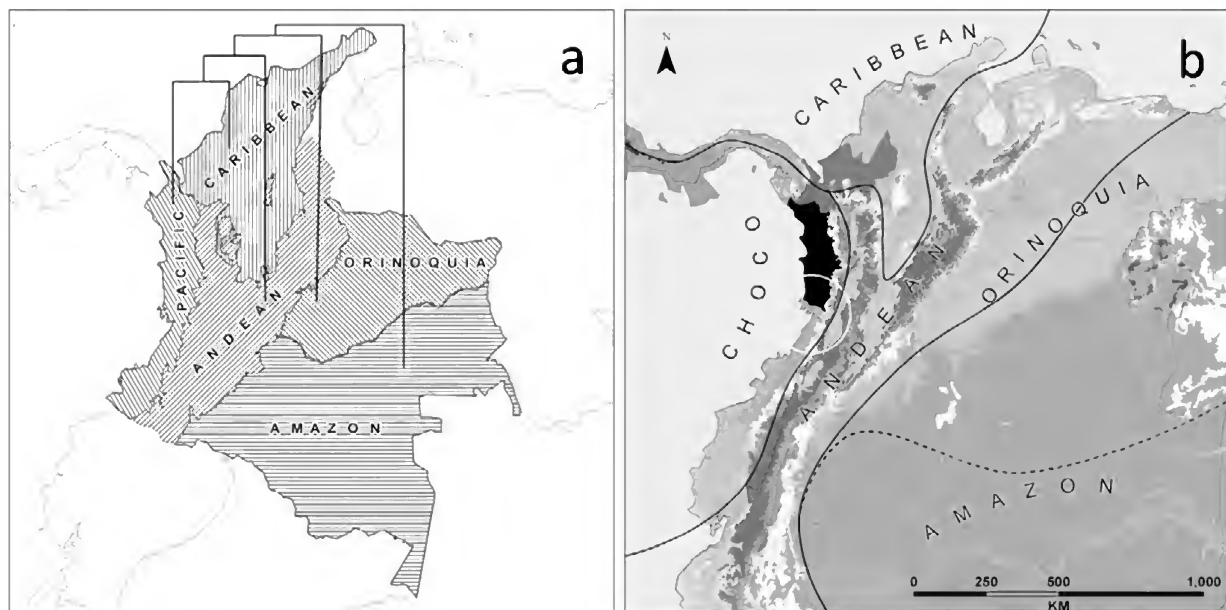 a
CARIBBEAN
PACIFIC
ORINOQUIA
ANDEAN
AMAZON
b
N
CARIBBEAN
CHOCO
ORINOQUIA
ANDEAN
AMAZON
0 250 500 1,000
KM